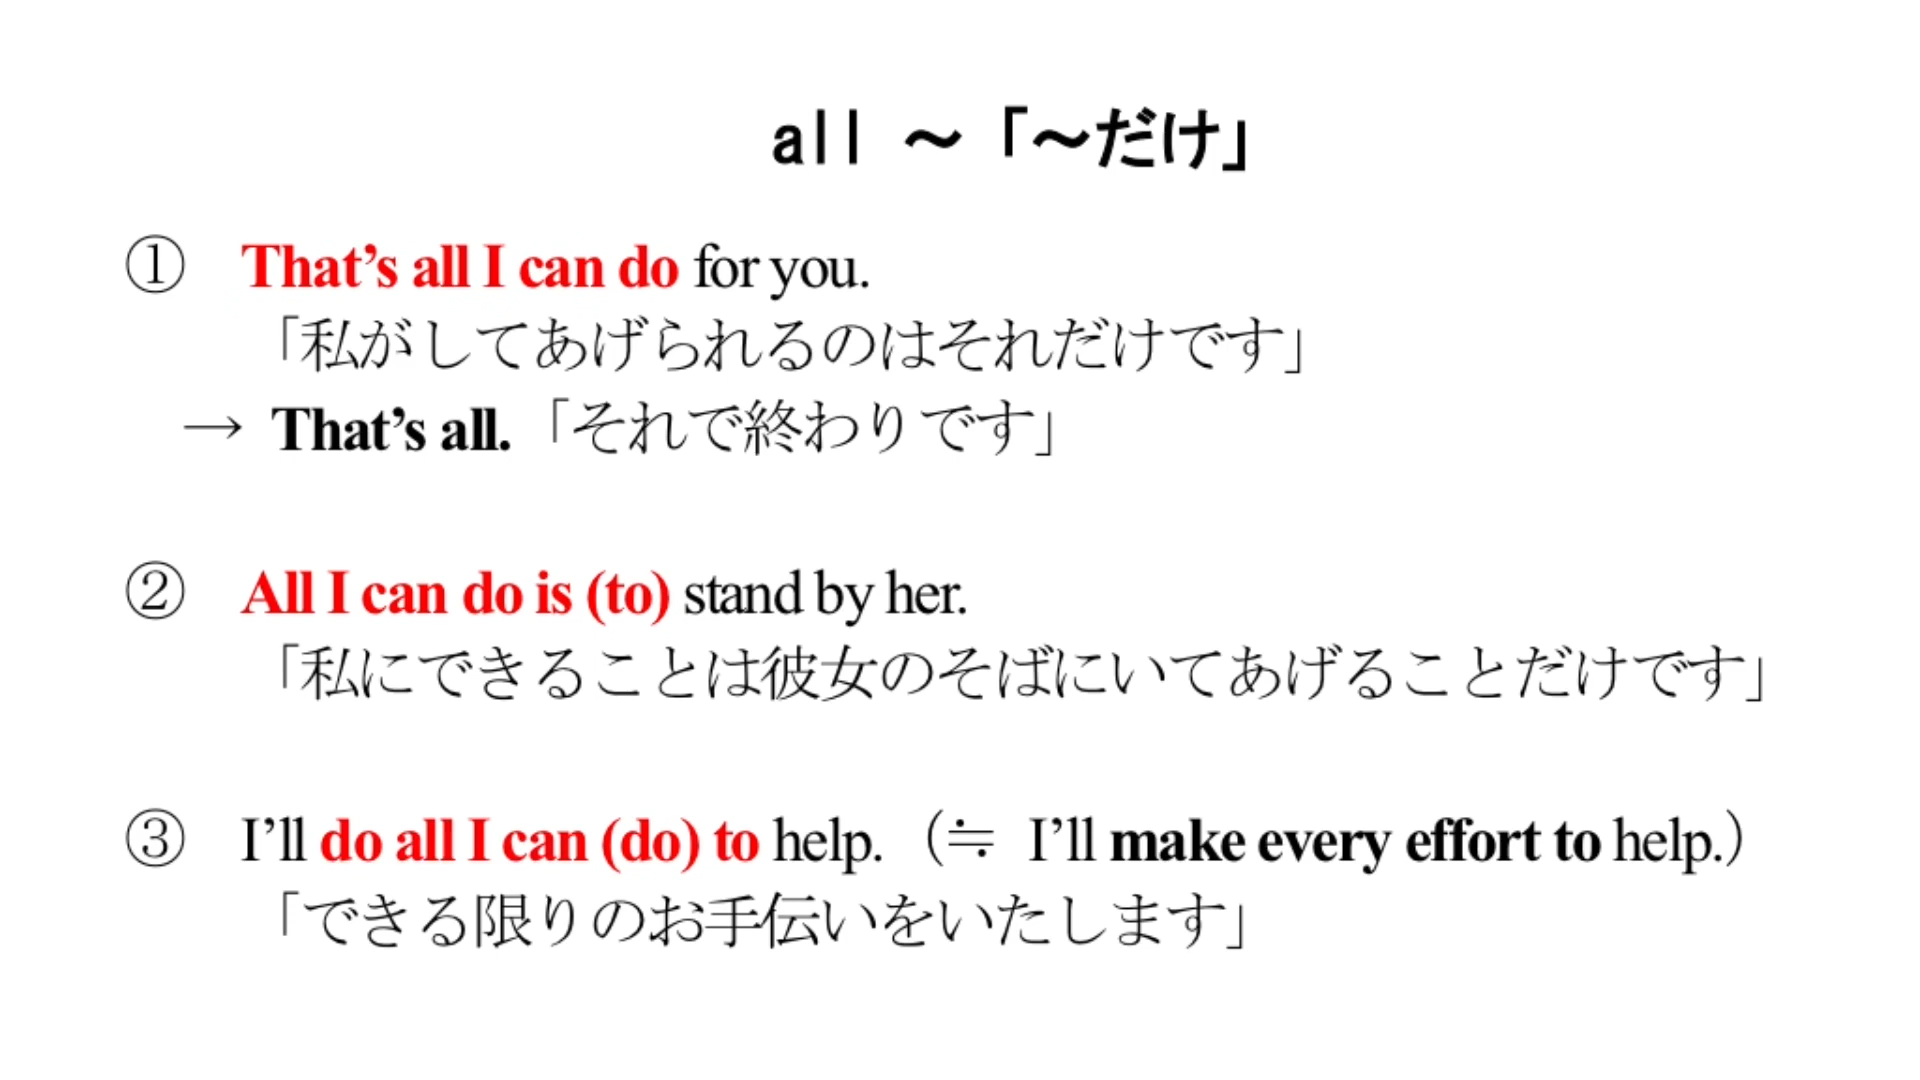 all ～「～だけ」
① That’s all I can do for you.
「私がしてあげられるのはそれだけです」
→ That’s all.「それで終わりです」
② All I can do is (to) stand by her.
「私にできることは彼女のそばにいてあげることだけです」
③ I’ll do all I can (do) to help.（≒ I’ll make every effort to help.）
「できる限りのお手伝いをいたします」